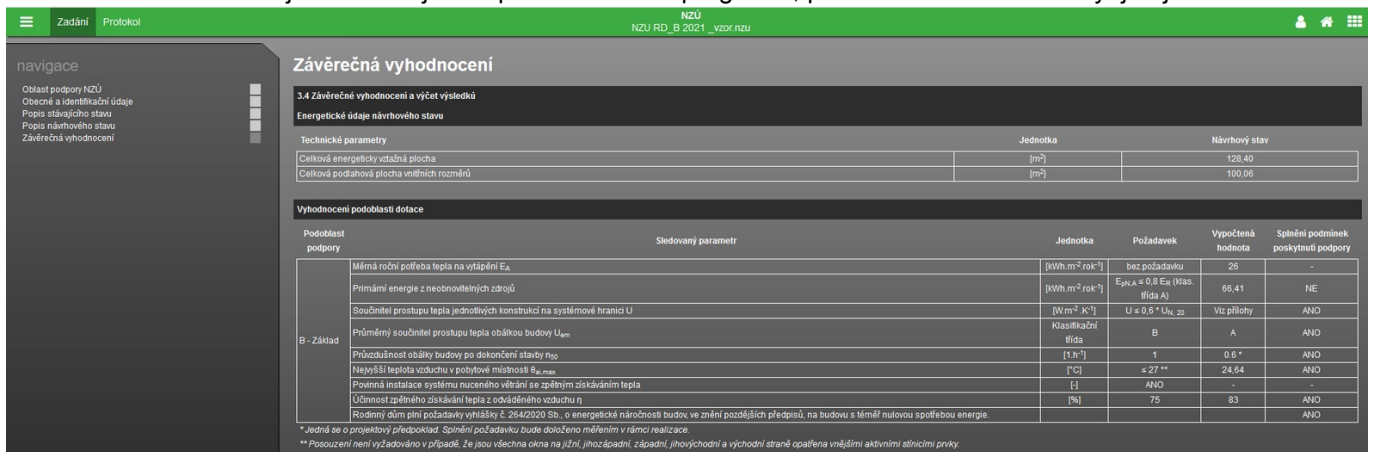 NZÚ
Zadání Protokol
NZU RD_B 2021 _vzor.nzu
navigace
Oblast podpory NZÚ
Obecné a identifikační údaje
Popis stávajícího stavu
Popis návrhového stavu
Závěrečná vyhodnocení
Závěrečná vyhodnocení
3.4 Závěrečné vyhodnocení a výčet výsledků
Energetické údaje návrhového stavu
Technické parametry Jednotka Návrhový stav
Celková energeticky vztažná plocha [m²] 128,40
Celková podlahová plocha vnitřních rozměrů [m²] 100,06
Vyhodnocení podoblasti dotace
Podoblast podpory Sledovaný parametr Jednotka Požadavek Vypočtená hodnota Splnění podmínek poskytnutí podpory
B - Základ
Měrná roční potřeba tepla na vytápění E_A [kWh.m⁻².rok⁻¹] bez požadavku 26 -
Primární energie z neobnovitelných zdrojů [kWh.m⁻².rok⁻¹] E_pN,A ≤ 0,8 E_R (klas. třída A) 66,41 NE
Součinitel prostupu tepla jednotlivých konstrukcí na systémové hranici U [W.m⁻².K⁻¹] U ≤ 0,6 * U_N, 20 Viz přílohy ANO
Průměrný součinitel prostupu tepla obálkou budovy U_em Klasifikační třída B A ANO
Průvzdušnost obálky budovy po dokončení stavby n₅₀ [1.h⁻¹] 1 0.6 * ANO
Nejvyšší teplota vzduchu v pobytové místnosti θ_ai,max [°C] ≤ 27 ** 24,64 ANO
Povinná instalace systému nuceného větrání se zpětným získáváním tepla [-] ANO - -
Účinnost zpětného získávání tepla z odváděného vzduchu η [%] 75 83 ANO
Rodinný dům plní požadavky vyhlášky č. 264/2020 Sb., o energetické náročnosti budov, ve znění pozdějších předpisů, na budovu s téměř nulovou spotřebou energie. ANO
* Jedná se o projektový předpoklad. Splnění požadavku bude doloženo měřením v rámci realizace.
** Posouzení není vyžadováno v případě, že jsou všechna okna na jižní, jihozápadní, západní, jihovýchodní a východní straně opatřena vnějšími aktivními stínicími prvky.